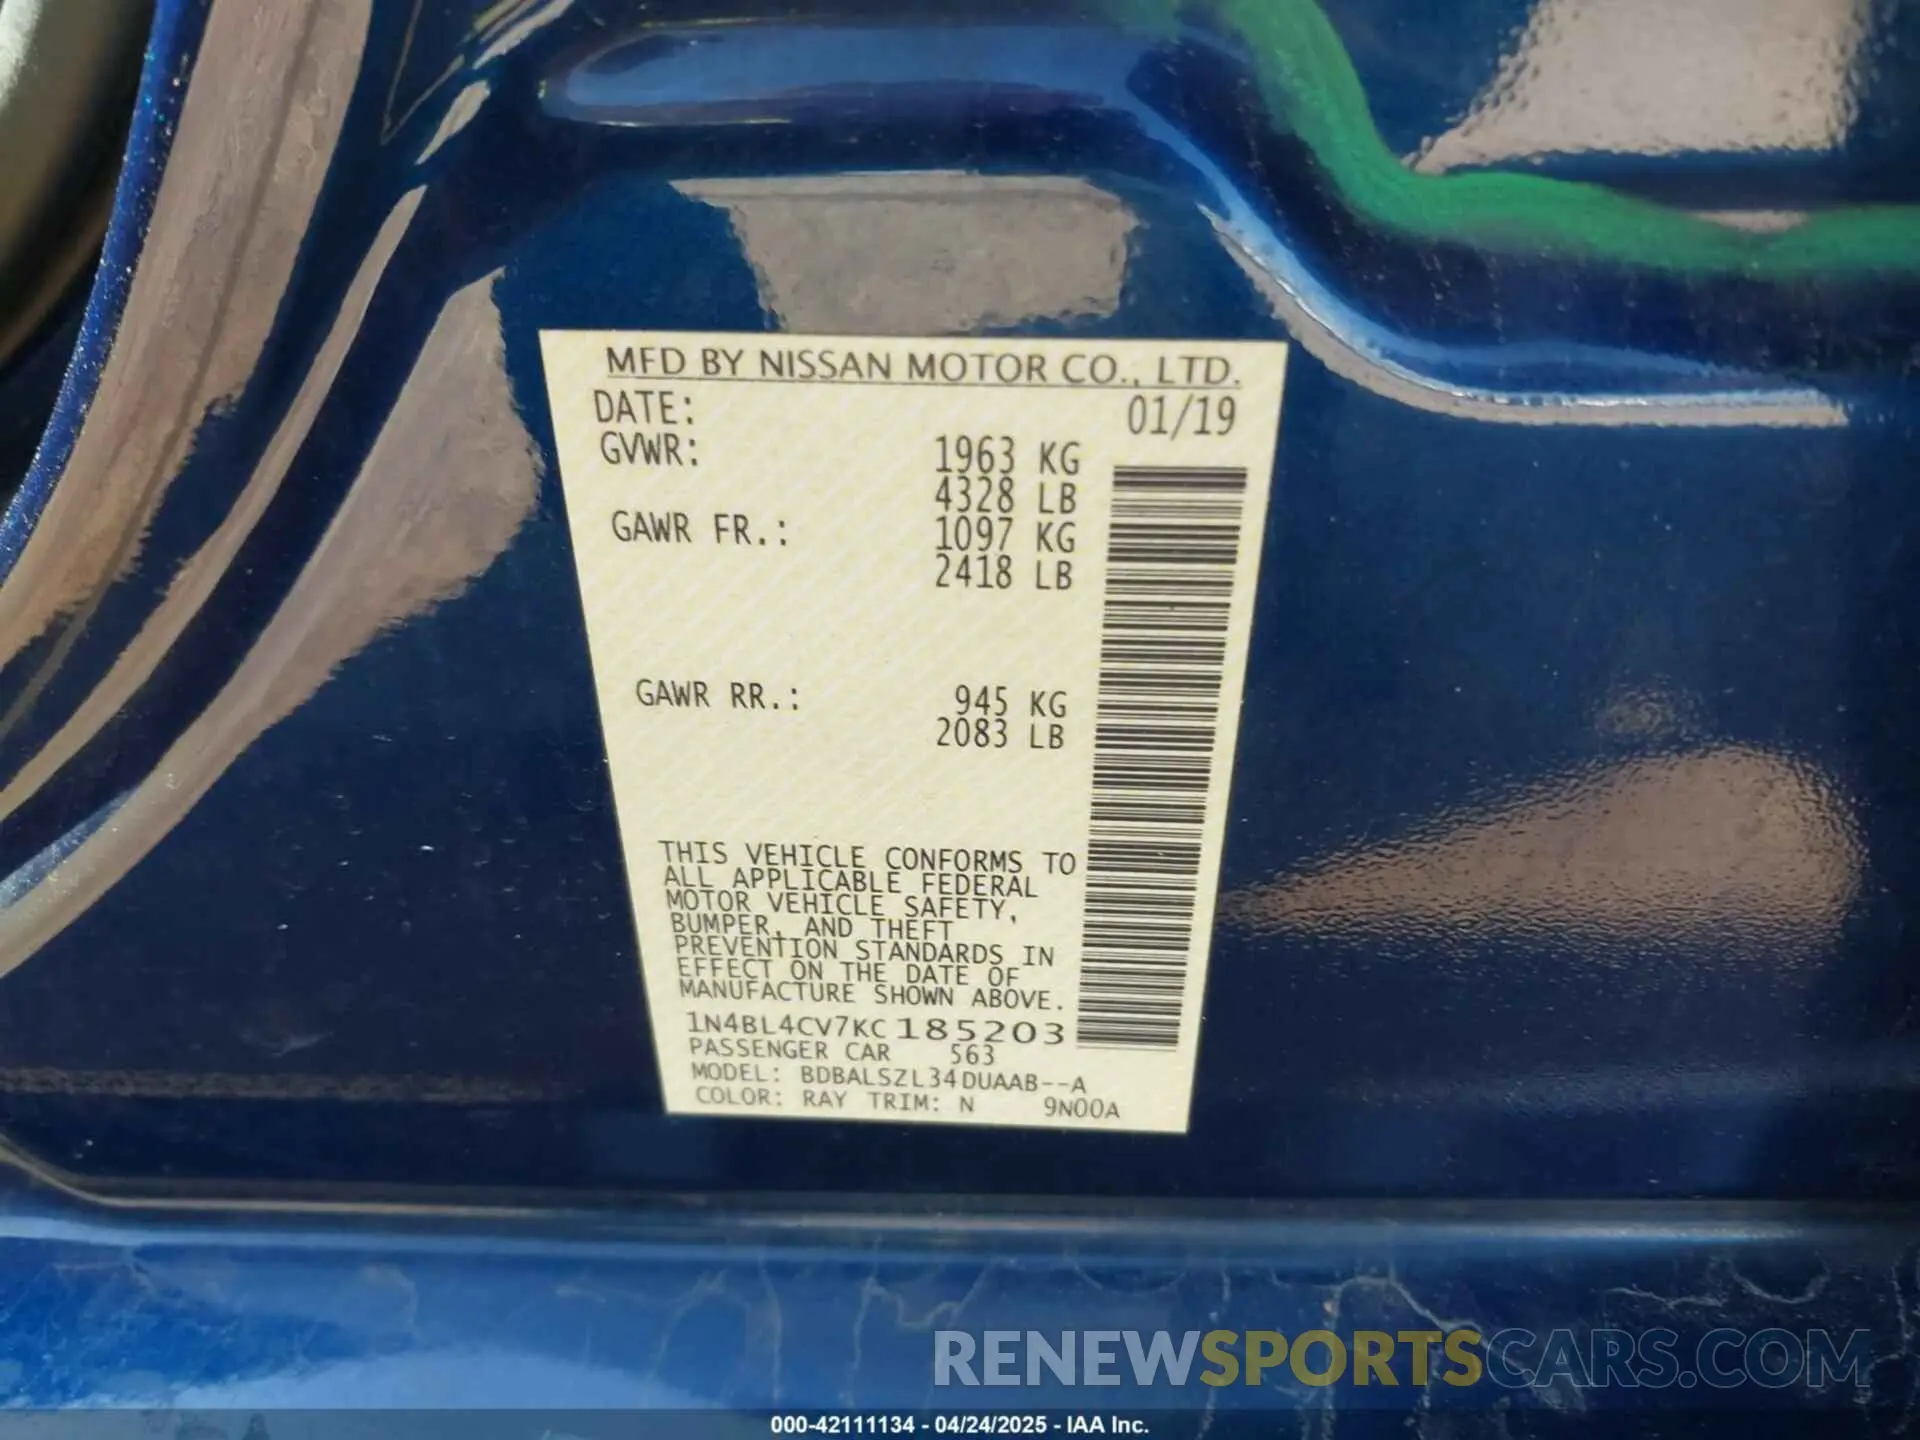 MFD BY NISSAN MOTOR CO., LTD.
DATE: 01/19
GVWR: 1963 KG
4328 LB
GAWR FR.: 1097 KG
2418 LB
GAWR RR.: 945 KG
2083 LB
THIS VEHICLE CONFORMS TO
ALL APPLICABLE FEDERAL
MOTOR VEHICLE SAFETY,
BUMPER, AND THEFT
PREVENTION STANDARDS IN
EFFECT ON THE DATE OF
MANUFACTURE SHOWN ABOVE.
1N4BL4CV7KC185203
PASSENGER CAR 563
MODEL: BDBALSZL34DUAAB--A
COLOR: RAY TRIM: N 9N00A
RENEWSPORTSCARS.COM
000-42111134 - 04/24/2025 - IAA Inc.